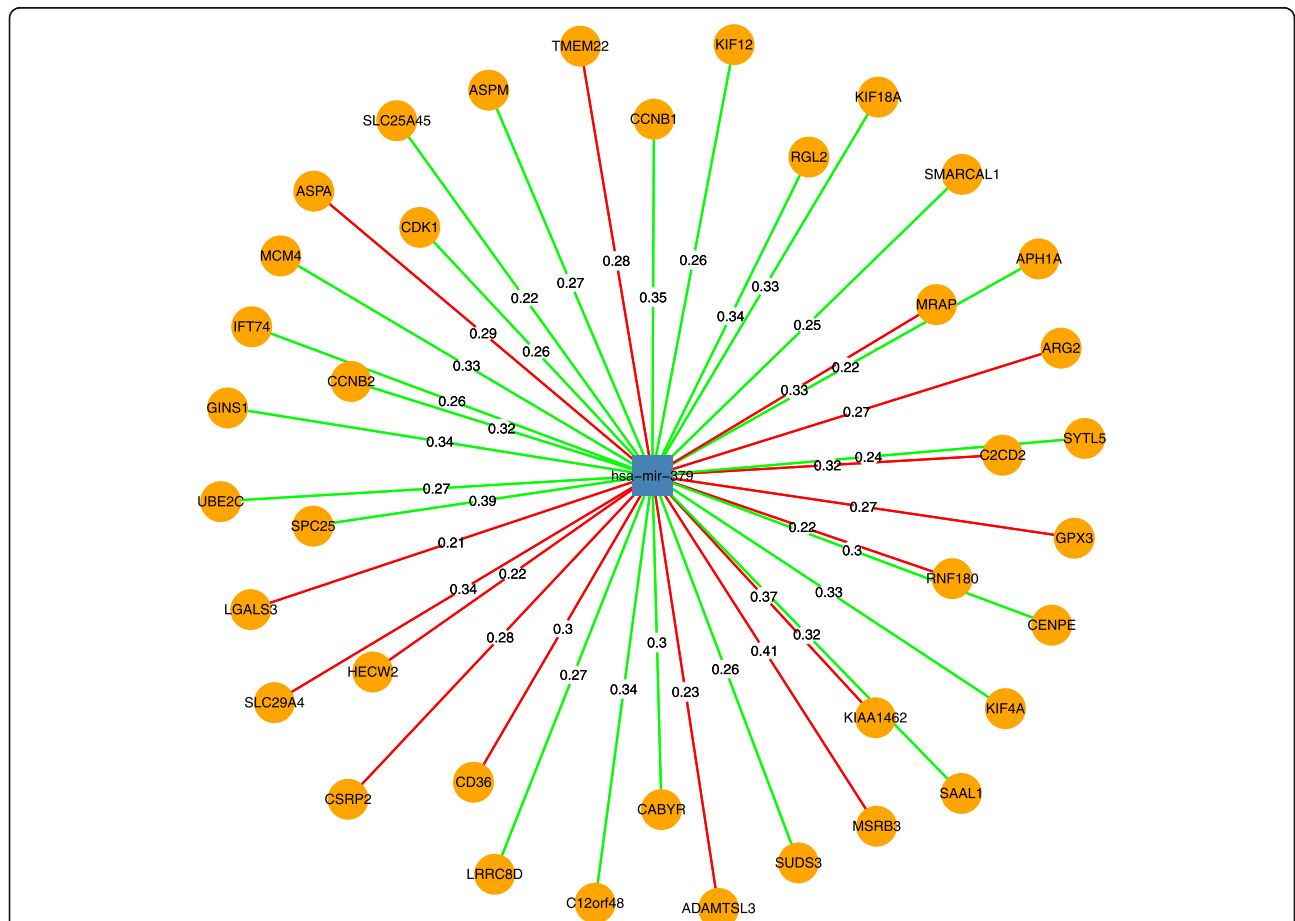 TMEM22
KIF12
ASPM
KIF18A
SLC25A45
CCNB1
RGL2
SMARCAL1
ASPA
CDK1
MCM4
APH1A
0.28
0.26
0.27
0.33
0.22
0.35
MRAP
0.34
0.25
IFT74
0.29
ARG2
0.26
0.33
0.22
CCNB2
0.33
0.26
GINS1
0.27
0.32
SYTL5
0.34
C2CD2
0.24
0.32
hsa-mir-379
0.27
UBE2C
0.39
0.27
SPC25
0.22
GPX3
0.21
0.3
0.22
RNF180
0.34
0.33
0.37
LGALS3
CENPE
0.3
0.32
0.28
0.3
0.41
HECW2
0.26
0.27
SLC29A4
0.34
0.23
KIF4A
KIAA1462
CD36
SAAL1
CSRP2
CABYR
MSRB3
SUDS3
LRRC8D
C12orf48
ADAMTSL3